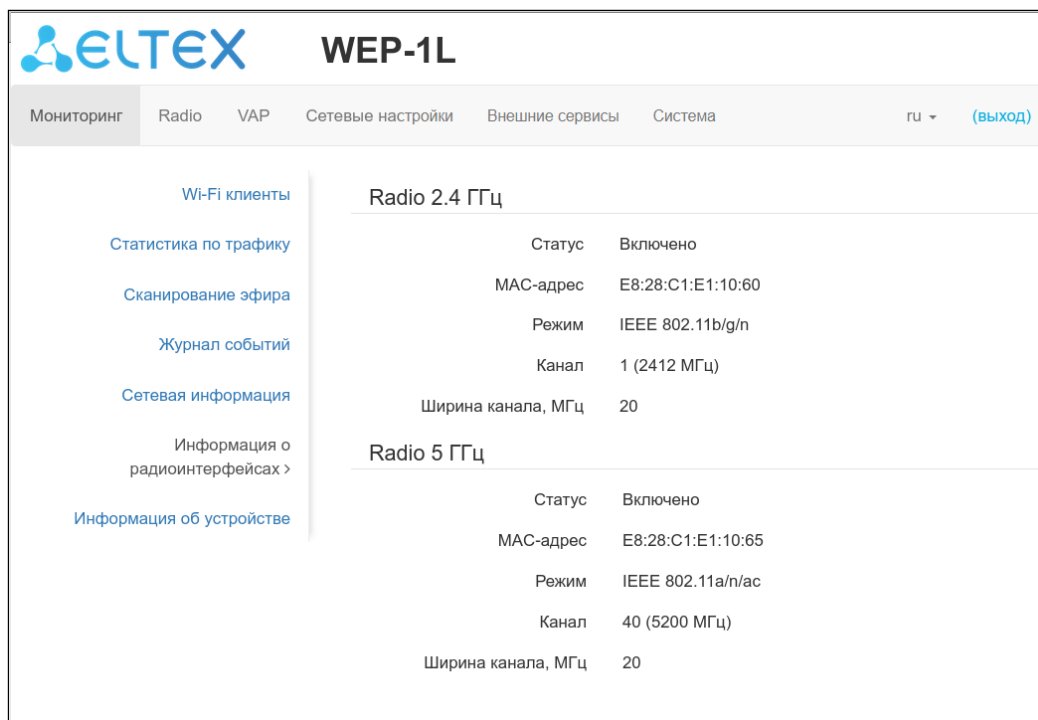 ELTEX WEP-1L
Мониторинг Radio VAP Сетевые настройки Внешние сервисы Система ru (выход)
Wi-Fi клиенты
Статистика по трафику
Сканирование эфира
Журнал событий
Сетевая информация
Информация о
радиоинтерфейсах >
Информация об устройстве
Radio 2.4 ГГц
Статус Включено
MAC-адрес E8:28:C1:E1:10:60
Режим IEEE 802.11b/g/n
Канал 1 (2412 МГц)
Ширина канала, МГц 20
Radio 5 ГГц
Статус Включено
MAC-адрес E8:28:C1:E1:10:65
Режим IEEE 802.11a/n/ac
Канал 40 (5200 МГц)
Ширина канала, МГц 20